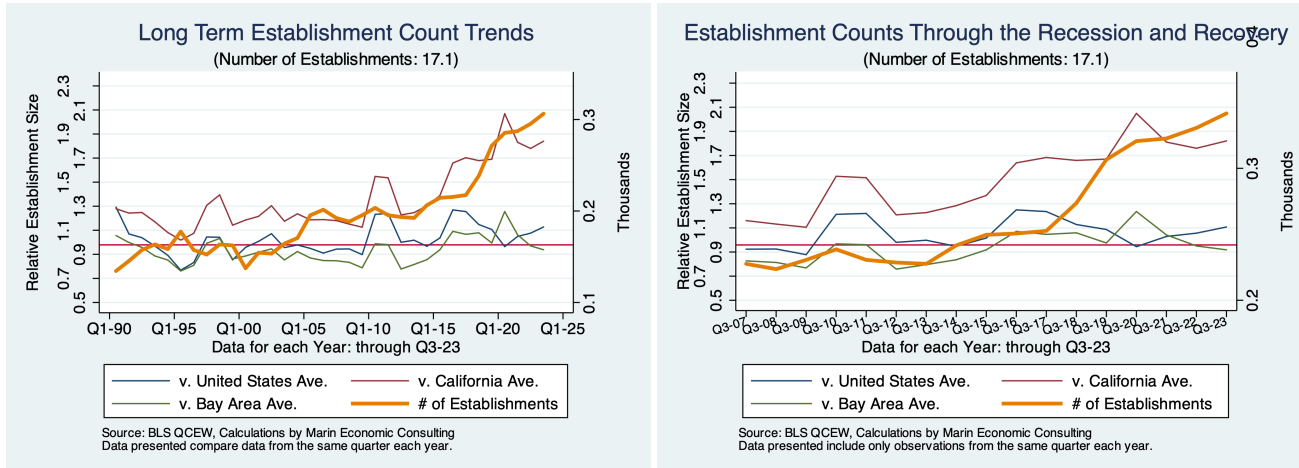 Long Term Establishment Count Trends
(Number of Establishments: 17.1)
Relative Establishment Size
2.3
2.1
1.9
1.7
1.5
1.3
1.1
0.9
0.7
0.5
0.3
0.2
0.1
Thousands
Q1-90 Q1-95 Q1-00 Q1-05 Q1-10 Q1-15 Q1-20 Q1-25
Data for each Year: through Q3-23
v. United States Ave. v. California Ave.
v. Bay Area Ave. # of Establishments
Source: BLS QCEW, Calculations by Marin Economic Consulting
Data presented compare data from the same quarter each year.
Establishment Counts Through the Recession and Recovery
(Number of Establishments: 17.1)
Relative Establishment Size
2.3
2.1
1.9
1.7
1.5
1.3
1.1
0.9
0.7
0.5
0.4
0.3
0.2
Thousands
Q3-07 Q3-08 Q3-09 Q3-10 Q3-11 Q3-12 Q3-13 Q3-14 Q3-15 Q3-16 Q3-17 Q3-18 Q3-19 Q3-20 Q3-21 Q3-22 Q3-23
Data for each Year: through Q3-23
v. United States Ave. v. California Ave.
v. Bay Area Ave. # of Establishments
Source: BLS QCEW, Calculations by Marin Economic Consulting
Data presented include only observations from the same quarter each year.